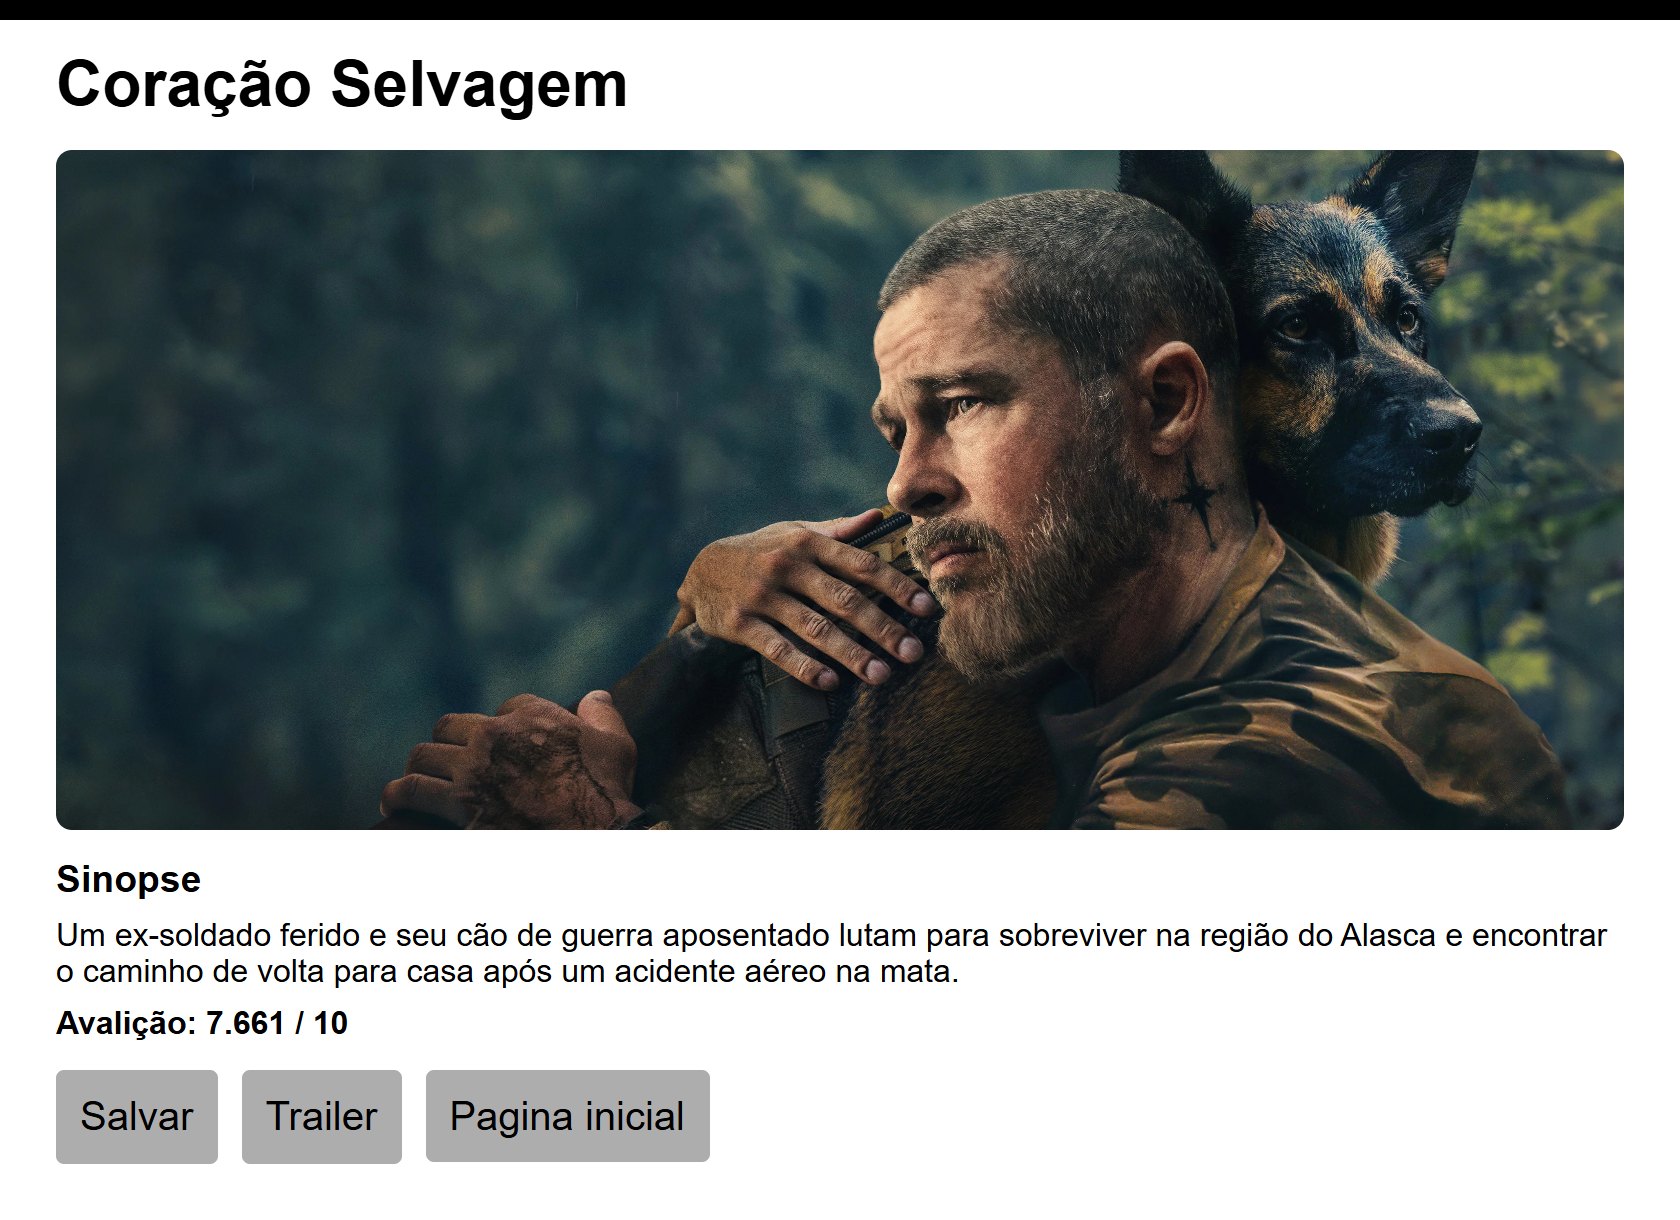 Coração Selvagem
Sinopse
Um ex-soldado ferido e seu cão de guerra aposentado lutam para sobreviver na região do Alasca e encontrar
o caminho de volta para casa após um acidente aéreo na mata.
Avalição: 7.661 / 10
Salvar
Trailer
Pagina inicial